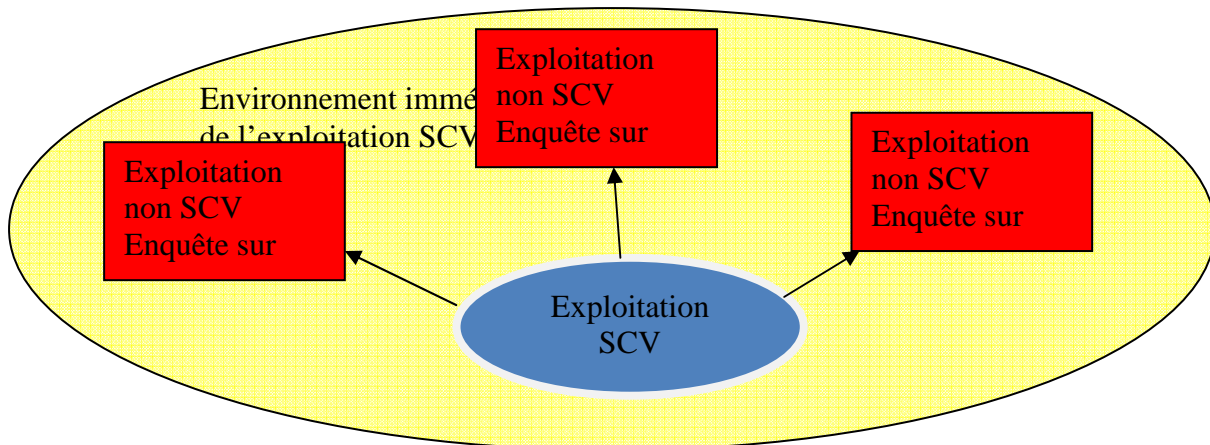 Environnement immé
de l'exploitation SCV
Exploitation
non SCV
Enquête sur
Exploitation
non SCV
Enquête sur
Exploitation
non SCV
Enquête sur
Exploitation
SCV